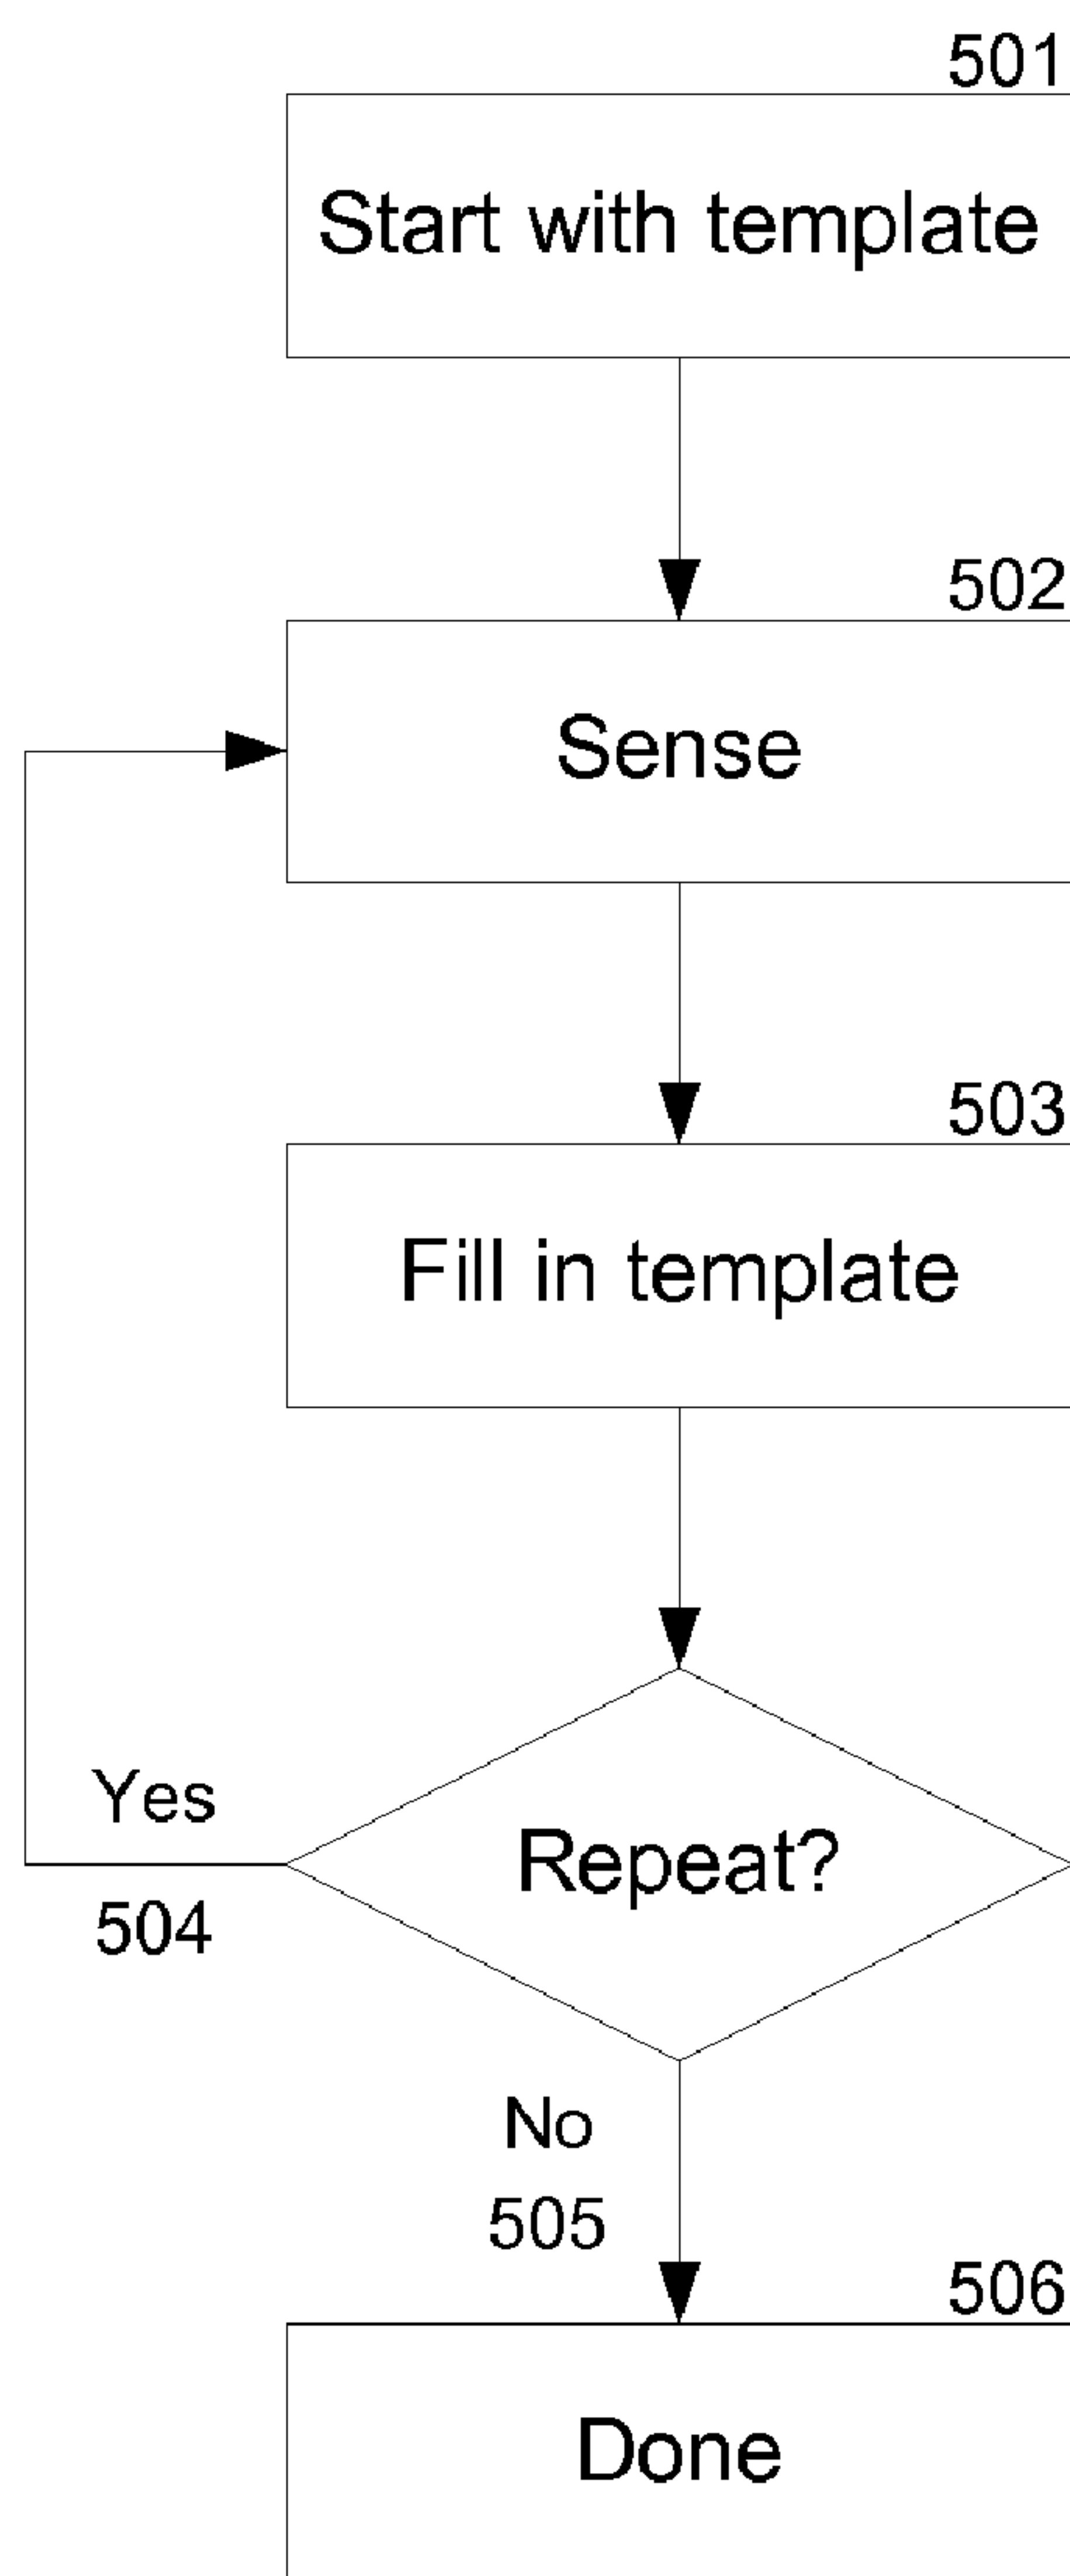 501
Start with template
502
Sense
503
Fill in template
Yes
504
Repeat?
No
505
506
Done